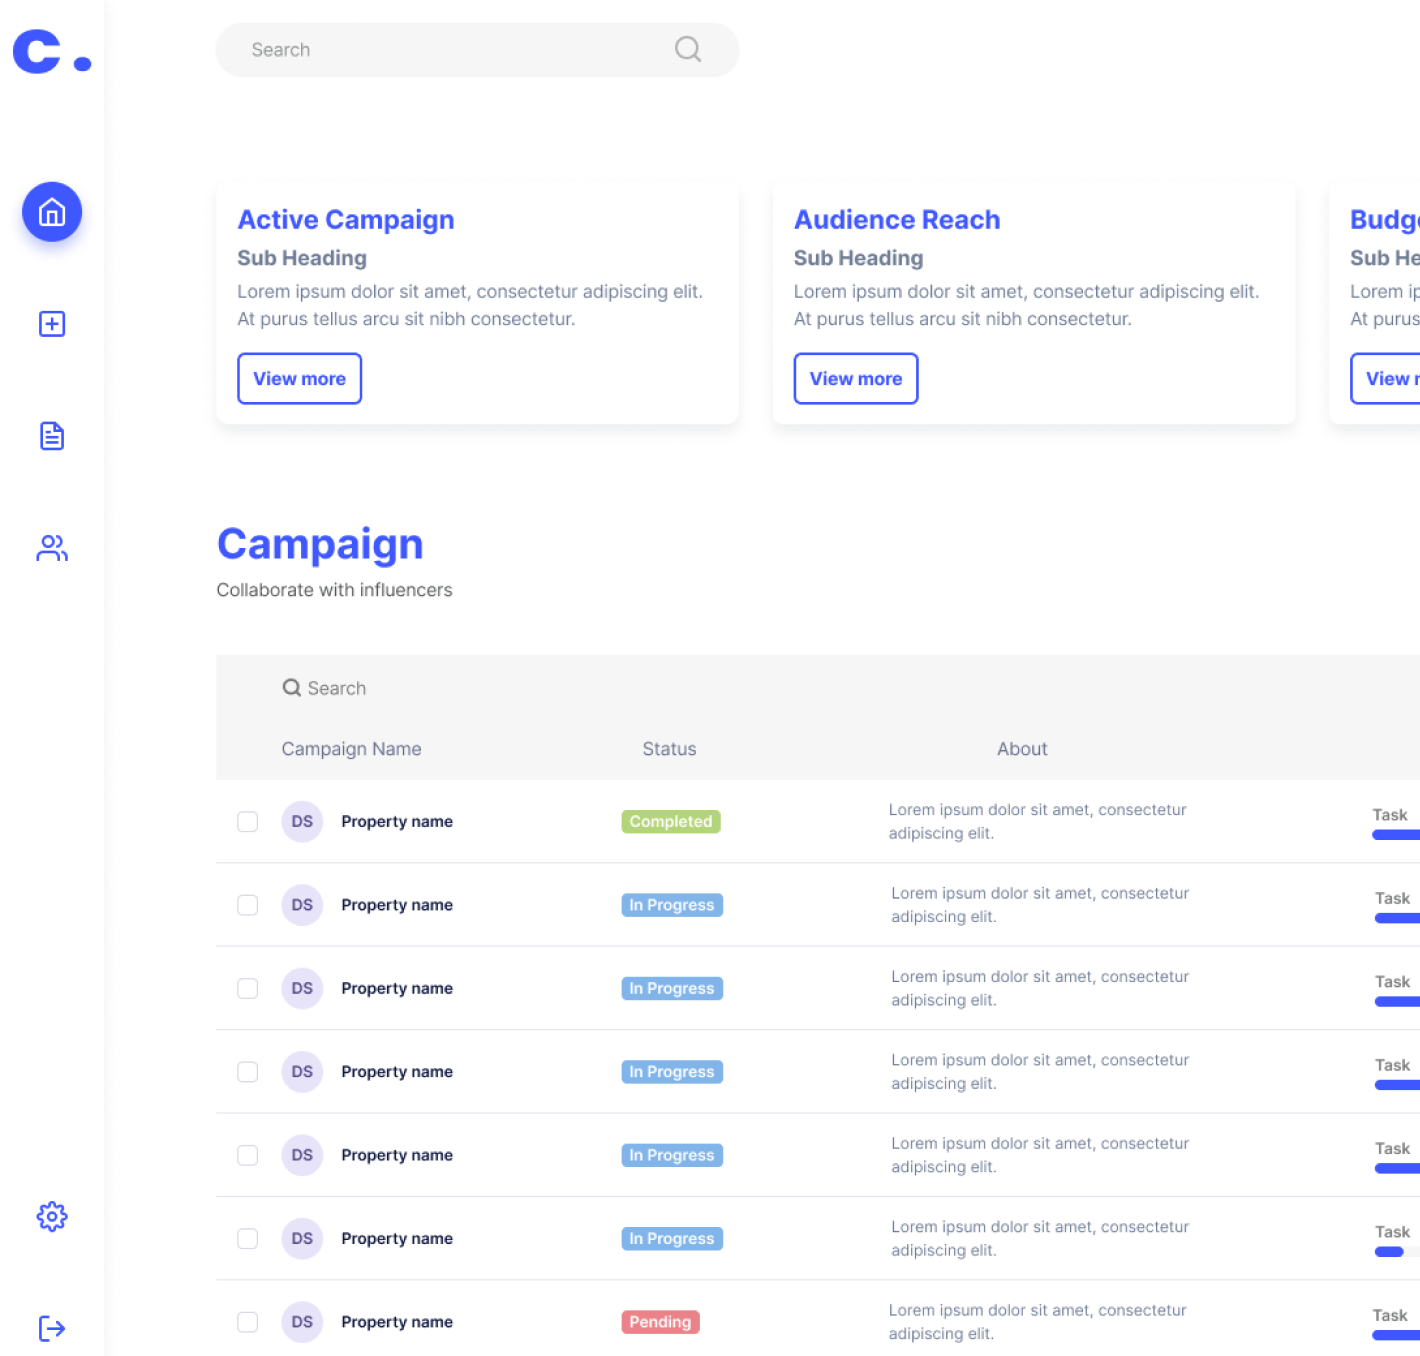 c.
Search
Active Campaign
Sub Heading
Lorem ipsum dolor sit amet, consectetur adipiscing elit.
At purus tellus arcu sit nibh consectetur.
View more
Audience Reach
Sub Heading
Lorem ipsum dolor sit amet, consectetur adipiscing elit.
At purus tellus arcu sit nibh consectetur.
View more
Sub
Lorem
At purus
View
Campaign
Collaborate with influencers
Search
Campaign Name Status About
DS Property name Completed Lorem ipsum dolor sit amet, consectetur
adipiscing elit.
Task
DS Property name In Progress Lorem ipsum dolor sit amet, consectetur
adipiscing elit.
Task
DS Property name In Progress Lorem ipsum dolor sit amet, consectetur
adipiscing elit.
Task
DS Property name In Progress Lorem ipsum dolor sit amet, consectetur
adipiscing elit.
Task
DS Property name In Progress Lorem ipsum dolor sit amet, consectetur
adipiscing elit.
Task
DS Property name In Progress Lorem ipsum dolor sit amet, consectetur
adipiscing elit.
Task
DS Property name Pending Lorem ipsum dolor sit amet, consectetur
adipiscing elit.
Task